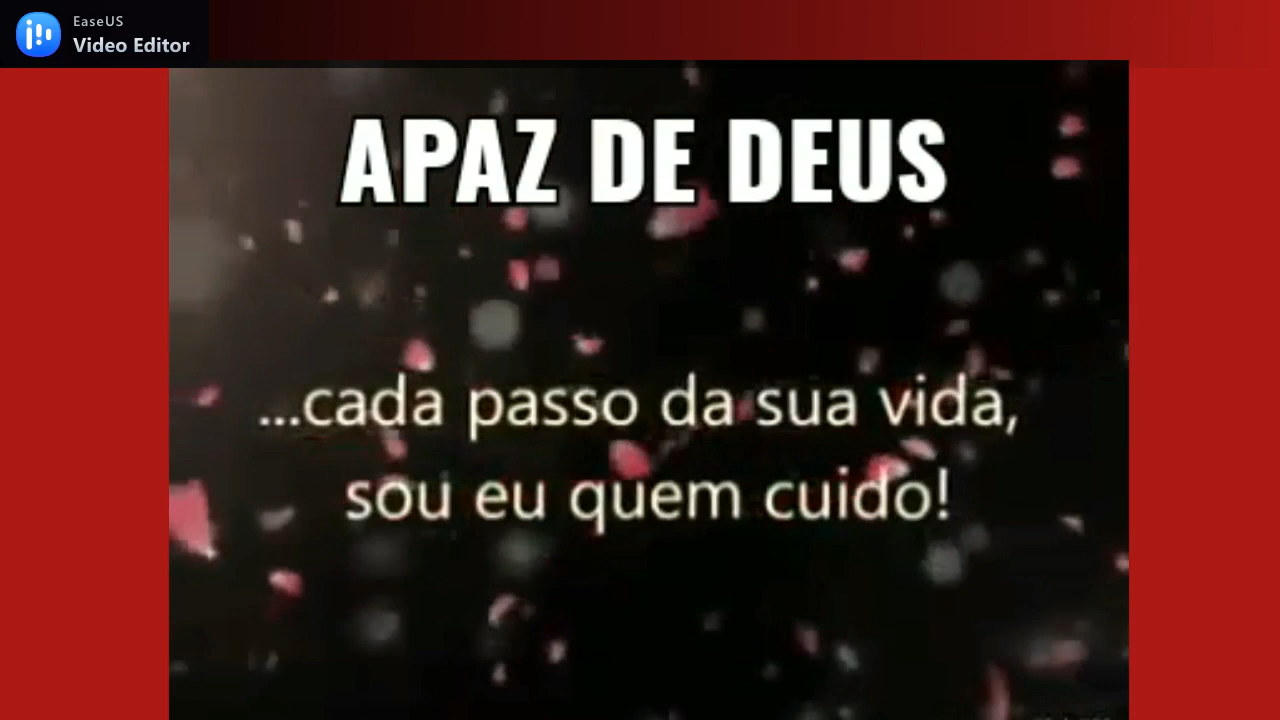 EaseUS
Video Editor
APAZ DE DEUS
...cada passo da sua vida,
sou eu quem cuido!